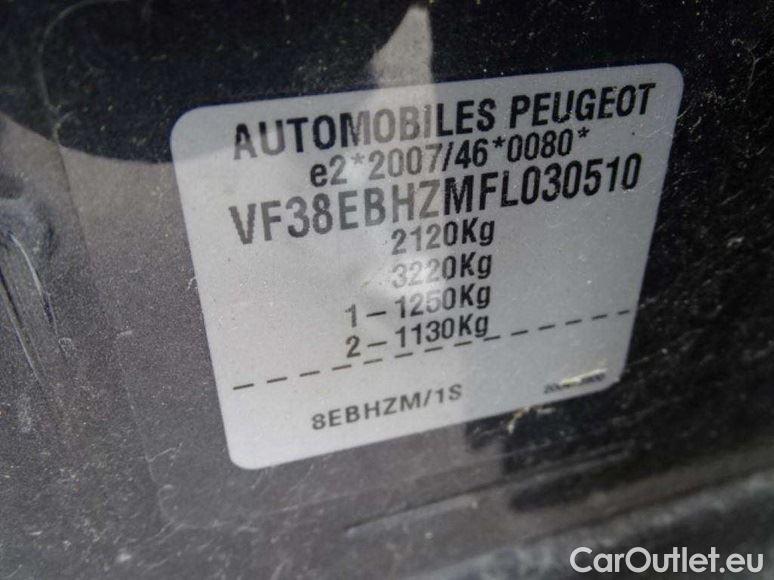 AUTOMOBILES PEUGEOT
e2*2007/46*0080*
VF38EBHZMFL030510
2120Kg
3220Kg
1-1250Kg
2-1130Kg
8EBHZM/1S
CarOutlet.eu